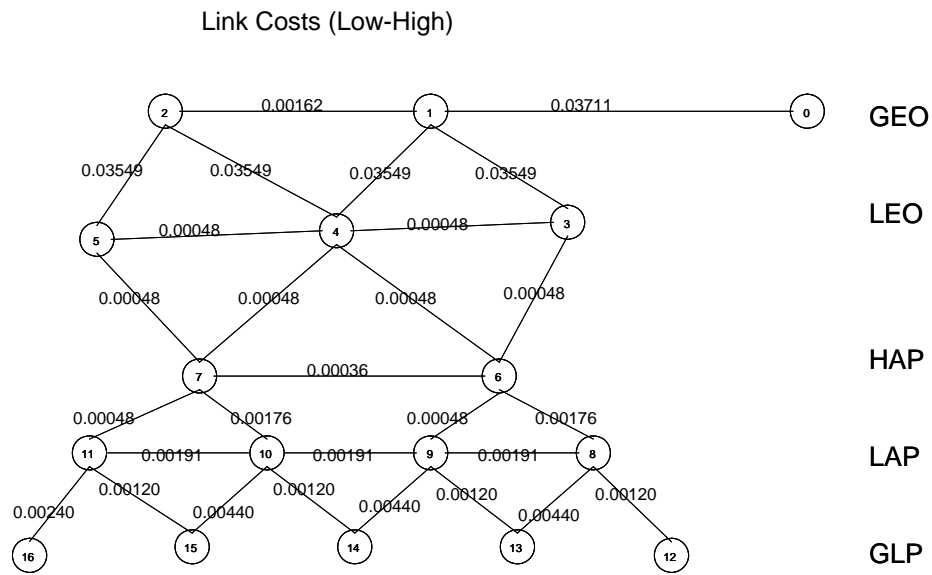 Link Costs (Low-High)
2 0.00162 1 0.03711 0 GEO
0.03549 0.03549 0.03549 0.03549
LEO
5 0.00048 4 0.00048 3
0.00048 0.00048 0.00048 0.00048
HAP
7 0.00036 6
0.00048 0.00176 0.00048 0.00176
11 0.00191 10 0.00191 9 0.00191 8 LAP
0.00120 0.00120 0.00120 0.00120
0.00240 0.00440 0.00440 0.00440
16 15 14 13 12 GLP